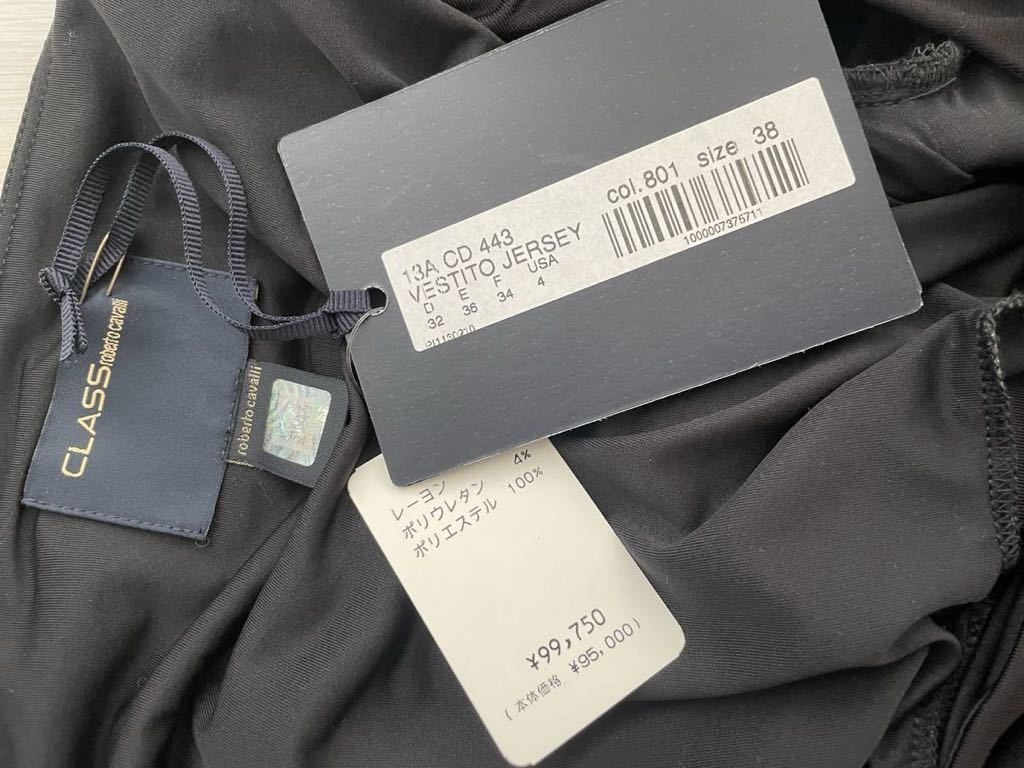 CLASS roberto cavalli
roberto cavalli
13A CD 443
VESTITO JERSEY
col.801 size 38
D E F USA
32 36 34 4
1000007375711
4%
レーヨン
ポリウレタン 100%
ポリエステル
¥99,750
(本体価格 ¥95,000)